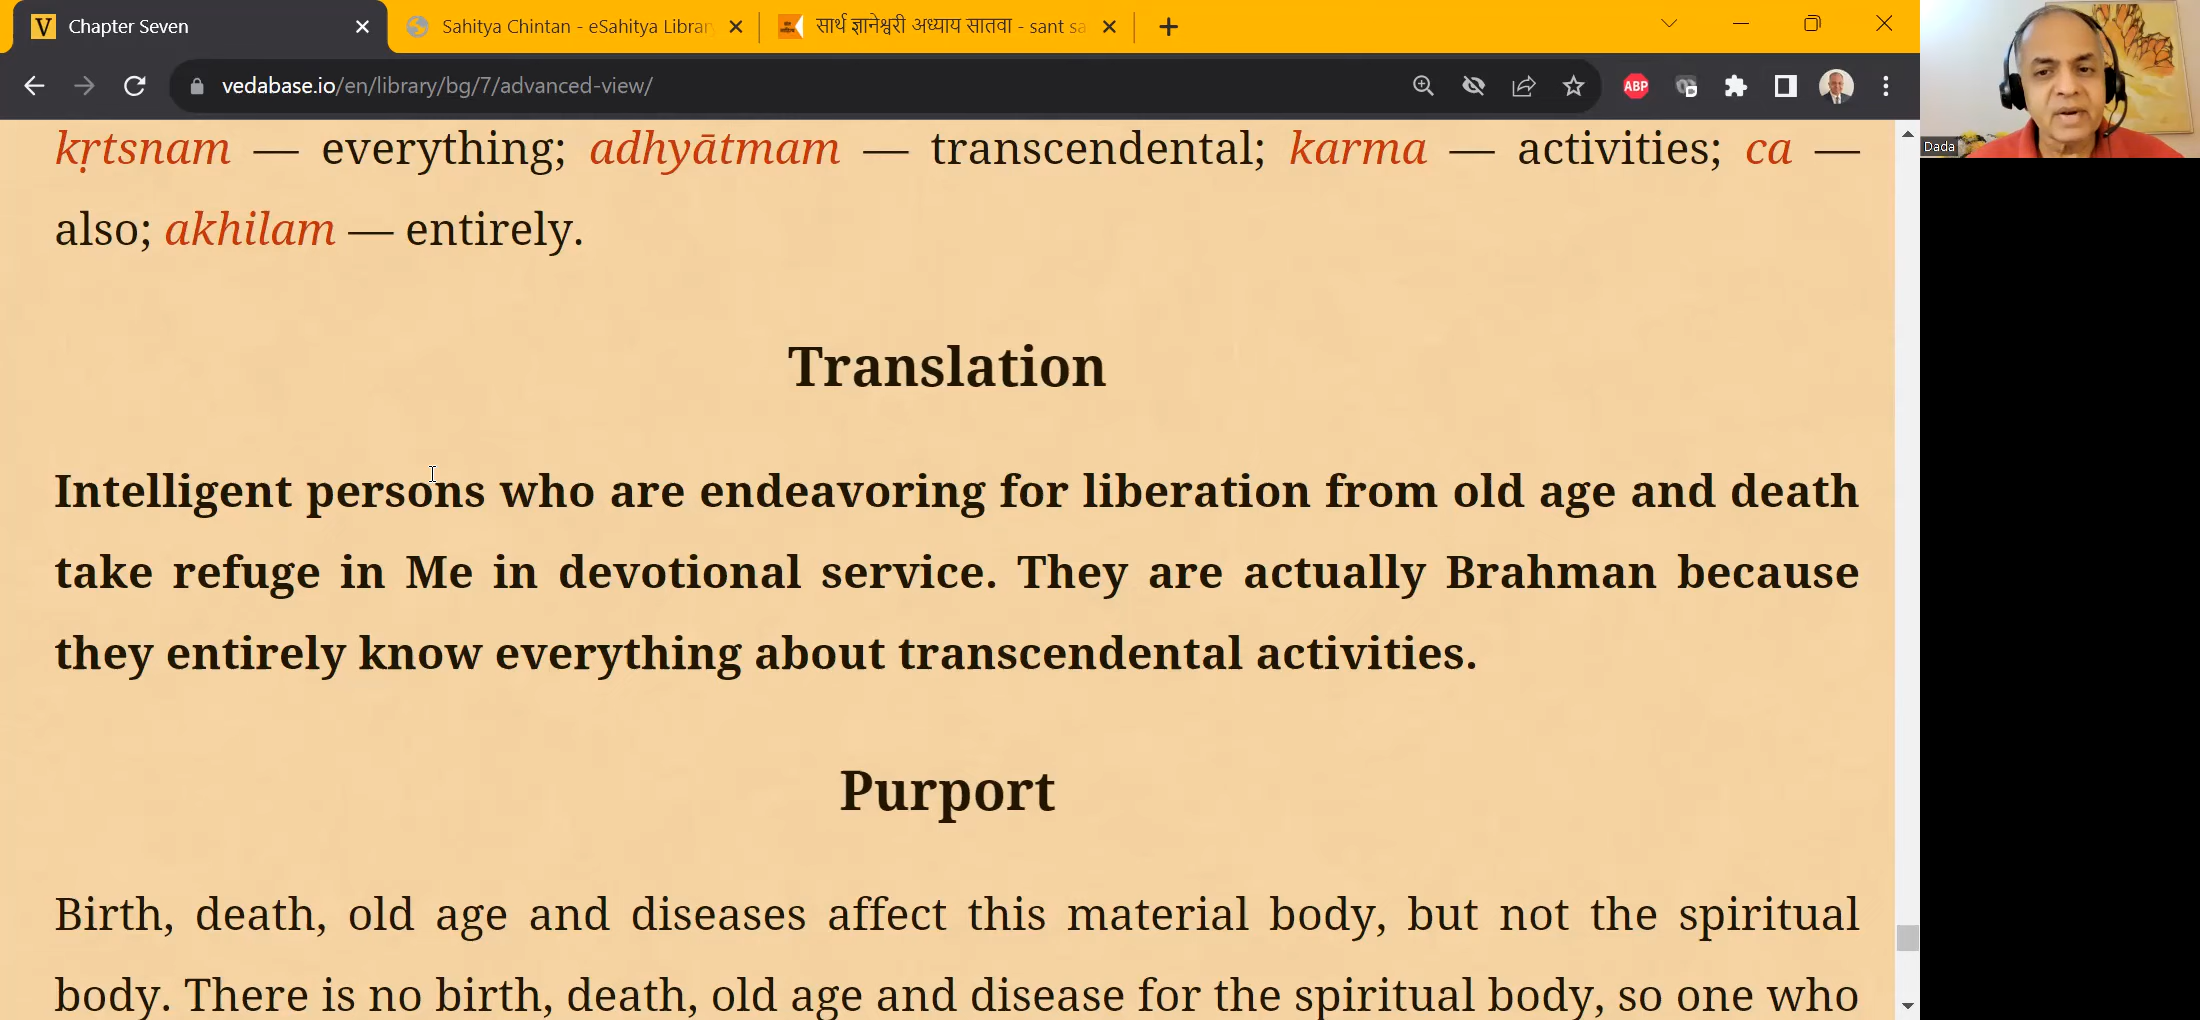 Chapter Seven
Sahitya Chintan - eSahitya Librar
सार्थ ज्ञानेश्वरी अध्याय सातवा - sant sa
vedabase.io/en/library/bg/7/advanced-view/
ABP
Dada
kṛtsnam — everything; adhyātmam — transcendental; karma — activities; ca —
also; akhilam — entirely.
Translation
Intelligent persons who are endeavoring for liberation from old age and death
take refuge in Me in devotional service. They are actually Brahman because
they entirely know everything about transcendental activities.
Purport
Birth, death, old age and diseases affect this material body, but not the spiritual
body. There is no birth, death, old age and disease for the spiritual body, so one who